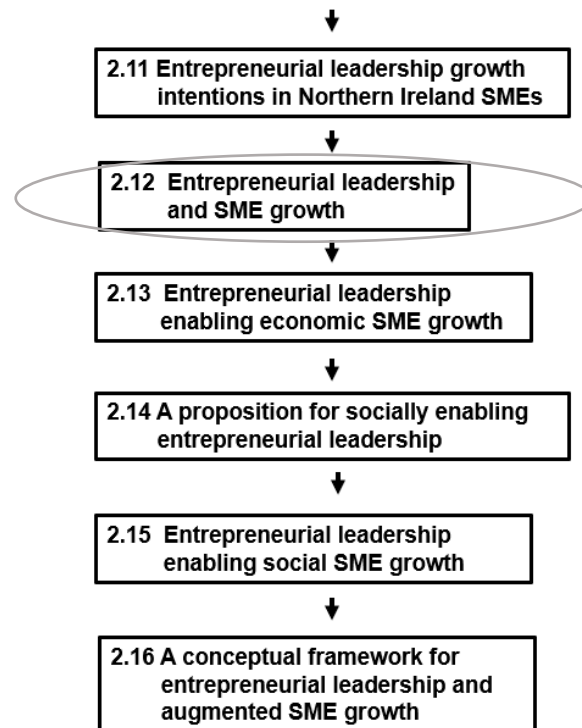 2.11 Entrepreneurial leadership growth
intentions in Northern Ireland SMEs
2.12 Entrepreneurial leadership
and SME growth
2.13 Entrepreneurial leadership
enabling economic SME growth
2.14 A proposition for socially enabling
entrepreneurial leadership
2.15 Entrepreneurial leadership
enabling social SME growth
2.16 A conceptual framework for
entrepreneurial leadership and
augmented SME growth